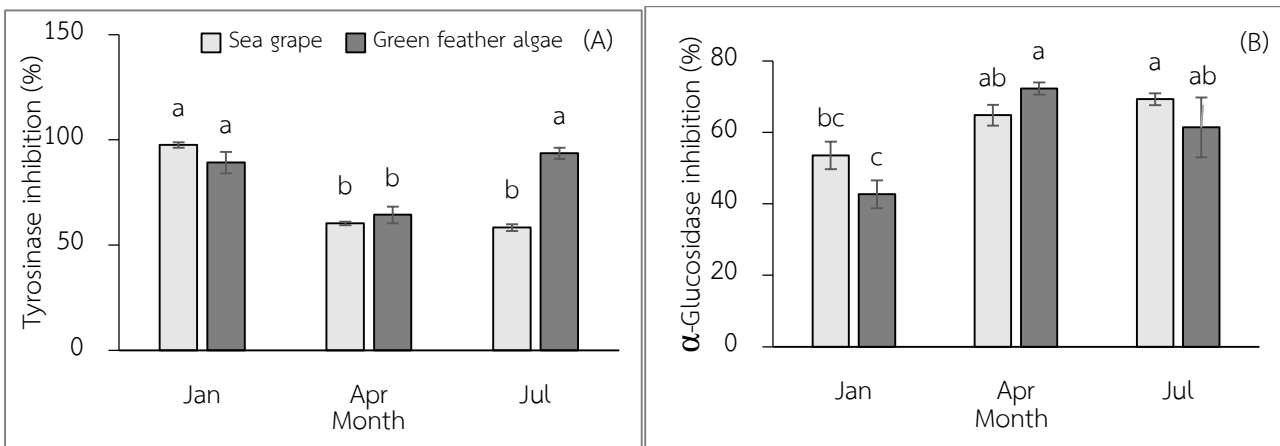 150
Sea grape Green feather algae (A)
Tyrosinase inhibition (%)
a a a
100
b b b
50
0
Jan Apr Jul
Month
(B)
α-Glucosidase inhibition (%)
80
a a
ab ab
bc
60
c
40
20
0
Jan Apr Jul
Month